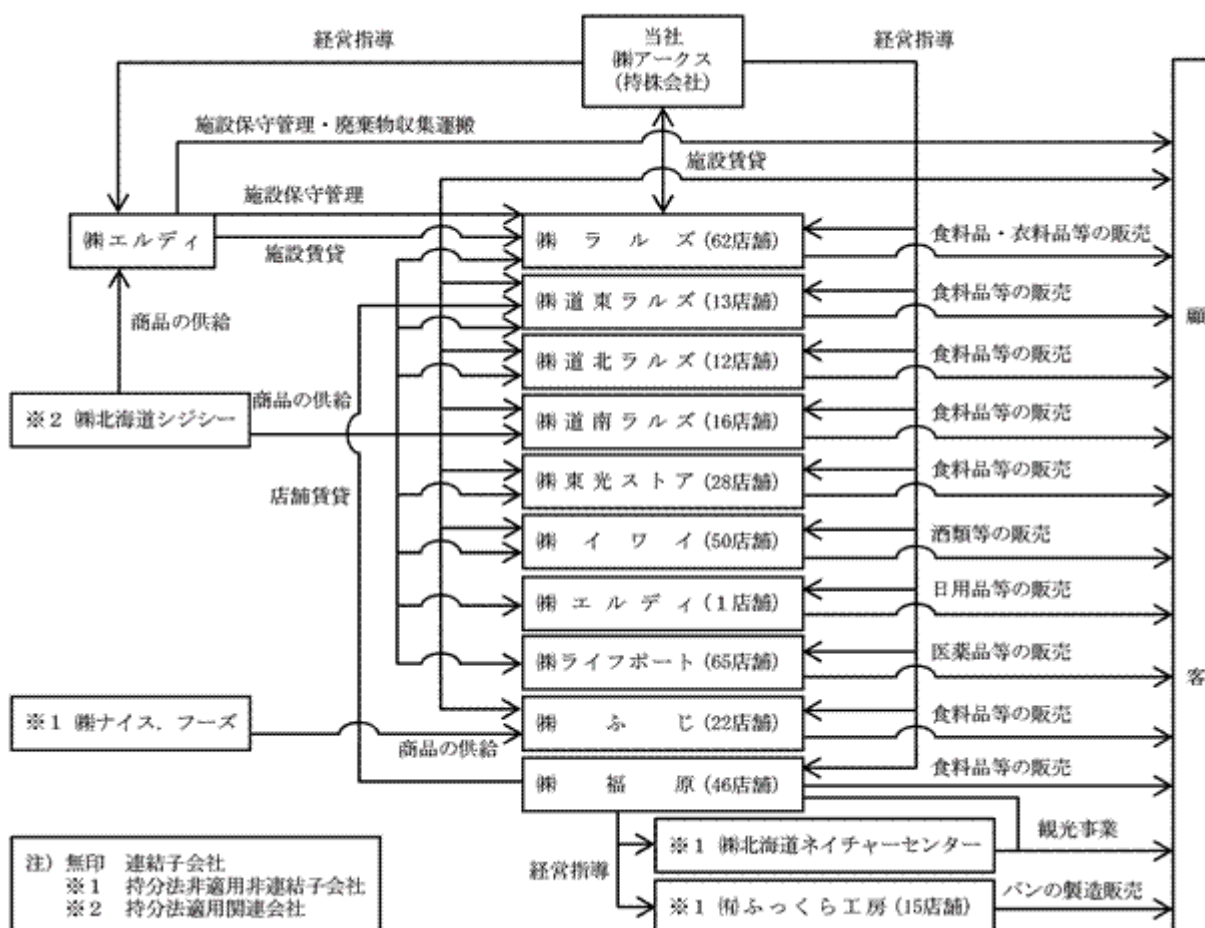 当社
㈱アークス
(持株会社)
経営指導
経営指導
施設保守管理・廃棄物収集運搬
施設賃貸
施設保守管理
㈱エルディ
施設賃貸
㈱ラルズ(62店舗)
食料品・衣料品等の販売
㈱道東ラルズ(13店舗)
食料品等の販売
商品の供給
㈱道北ラルズ(12店舗)
食料品等の販売
※2 ㈱北海道シジシー
商品の供給
㈱道南ラルズ(16店舗)
食料品等の販売
店舗賃貸
㈱東光ストア(28店舗)
食料品等の販売
㈱イワイ(50店舗)
酒類等の販売
㈱エルディ(1店舗)
日用品等の販売
㈱ライフポート(65店舗)
医薬品等の販売
※1 ㈱ナイス.フーズ
商品の供給
㈱ふじ(22店舗)
食料品等の販売
㈱福原(46店舗)
食料品等の販売
顧
客
経営指導
※1 ㈱北海道ネイチャーセンター
観光事業
※1 ㈲ふっくら工房(15店舗)
パンの製造販売
注) 無印 連結子会社
※1 持分法非適用非連結子会社
※2 持分法適用関連会社